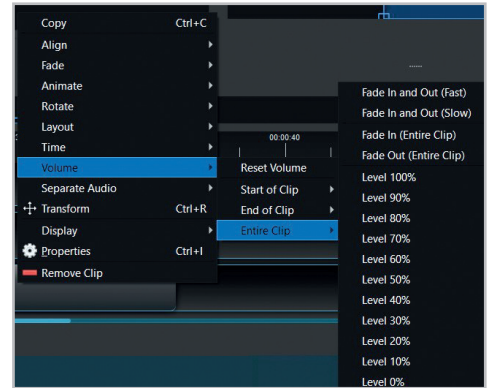 Copy Ctrl+C
Align
Fade
Animate
Rotate
Layout
Time
Volume
Separate Audio
Transform Ctrl+R
Display
Properties Ctrl+I
Remove Clip
00:00:40
Reset Volume
Start of Clip
End of Clip
Entire Clip
Fade In and Out (Fast)
Fade In and Out (Slow)
Fade In (Entire Clip)
Fade Out (Entire Clip)
Level 100%
Level 90%
Level 80%
Level 70%
Level 60%
Level 50%
Level 40%
Level 30%
Level 20%
Level 10%
Level 0%